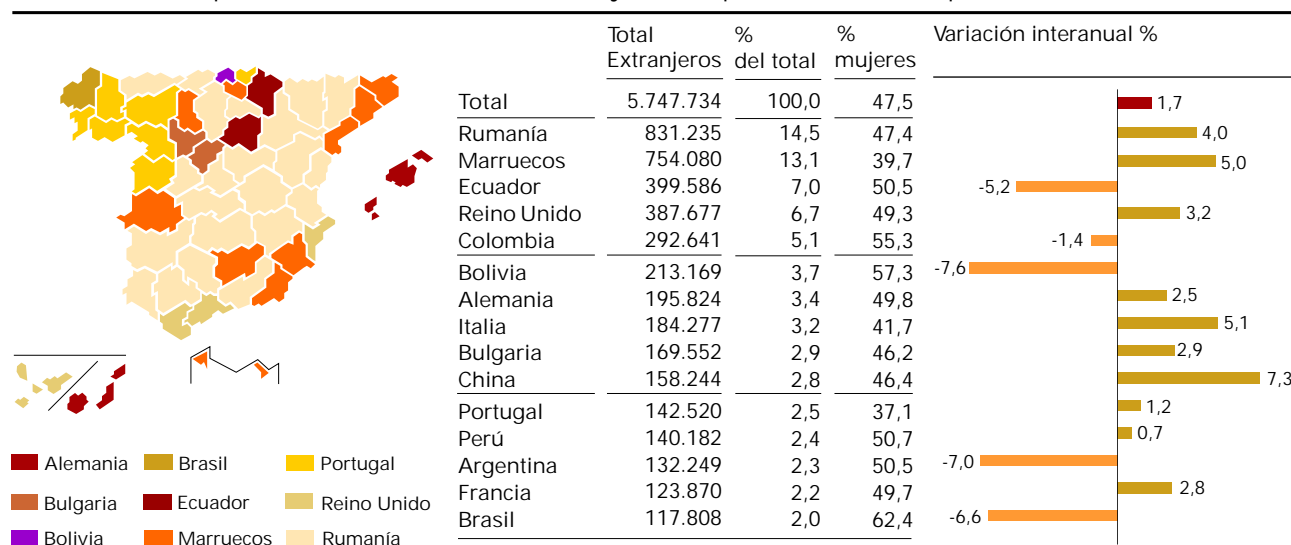 Total Extranjeros % del total % mujeres Variación interanual %
Total 5.747.734 100,0 47,5 1,7
Rumanía 831.235 14,5 47,4 4,0
Marruecos 754.080 13,1 39,7 5,0
Ecuador 399.586 7,0 50,5 -5,2
Reino Unido 387.677 6,7 49,3 3,2
Colombia 292.641 5,1 55,3 -1,4
Bolivia 213.169 3,7 57,3 -7,6
Alemania 195.824 3,4 49,8 2,5
Italia 184.277 3,2 41,7 5,1
Bulgaria 169.552 2,9 46,2 2,9
China 158.244 2,8 46,4 7,3
Portugal 142.520 2,5 37,1 1,2
Perú 140.182 2,4 50,7 0,7
Argentina 132.249 2,3 50,5 -7,0
Francia 123.870 2,2 49,7 2,8
Brasil 117.808 2,0 62,4 -6,6
Alemania Brasil Portugal
Bulgaria Ecuador Reino Unido
Bolivia Marruecos Rumanía